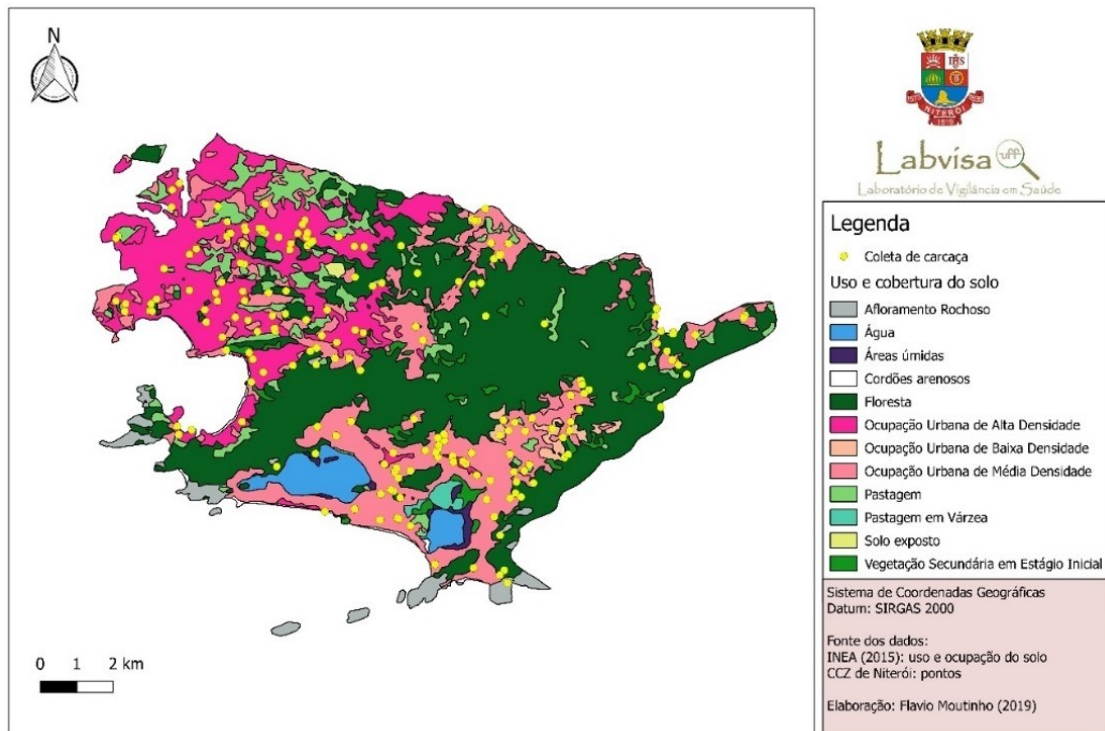 N
0 1 2 km
NITERÓI
Labvisa uff
Laboratório de Vigilância em Saúde
Legenda
Coleta de carcaça
Uso e cobertura do solo
Afloramento Rochoso
Água
Áreas úmidas
Cordões arenosos
Floresta
Ocupação Urbana de Alta Densidade
Ocupação Urbana de Baixa Densidade
Ocupação Urbana de Média Densidade
Pastagem
Pastagem em Várzea
Solo exposto
Vegetação Secundária em Estágio Inicial
Sistema de Coordenadas Geográficas
Datum: SIRGAS 2000
Fonte dos dados:
INEA (2015): uso e ocupação do solo
CCZ de Niterói: pontos
Elaboração: Flavio Moutinho (2019)